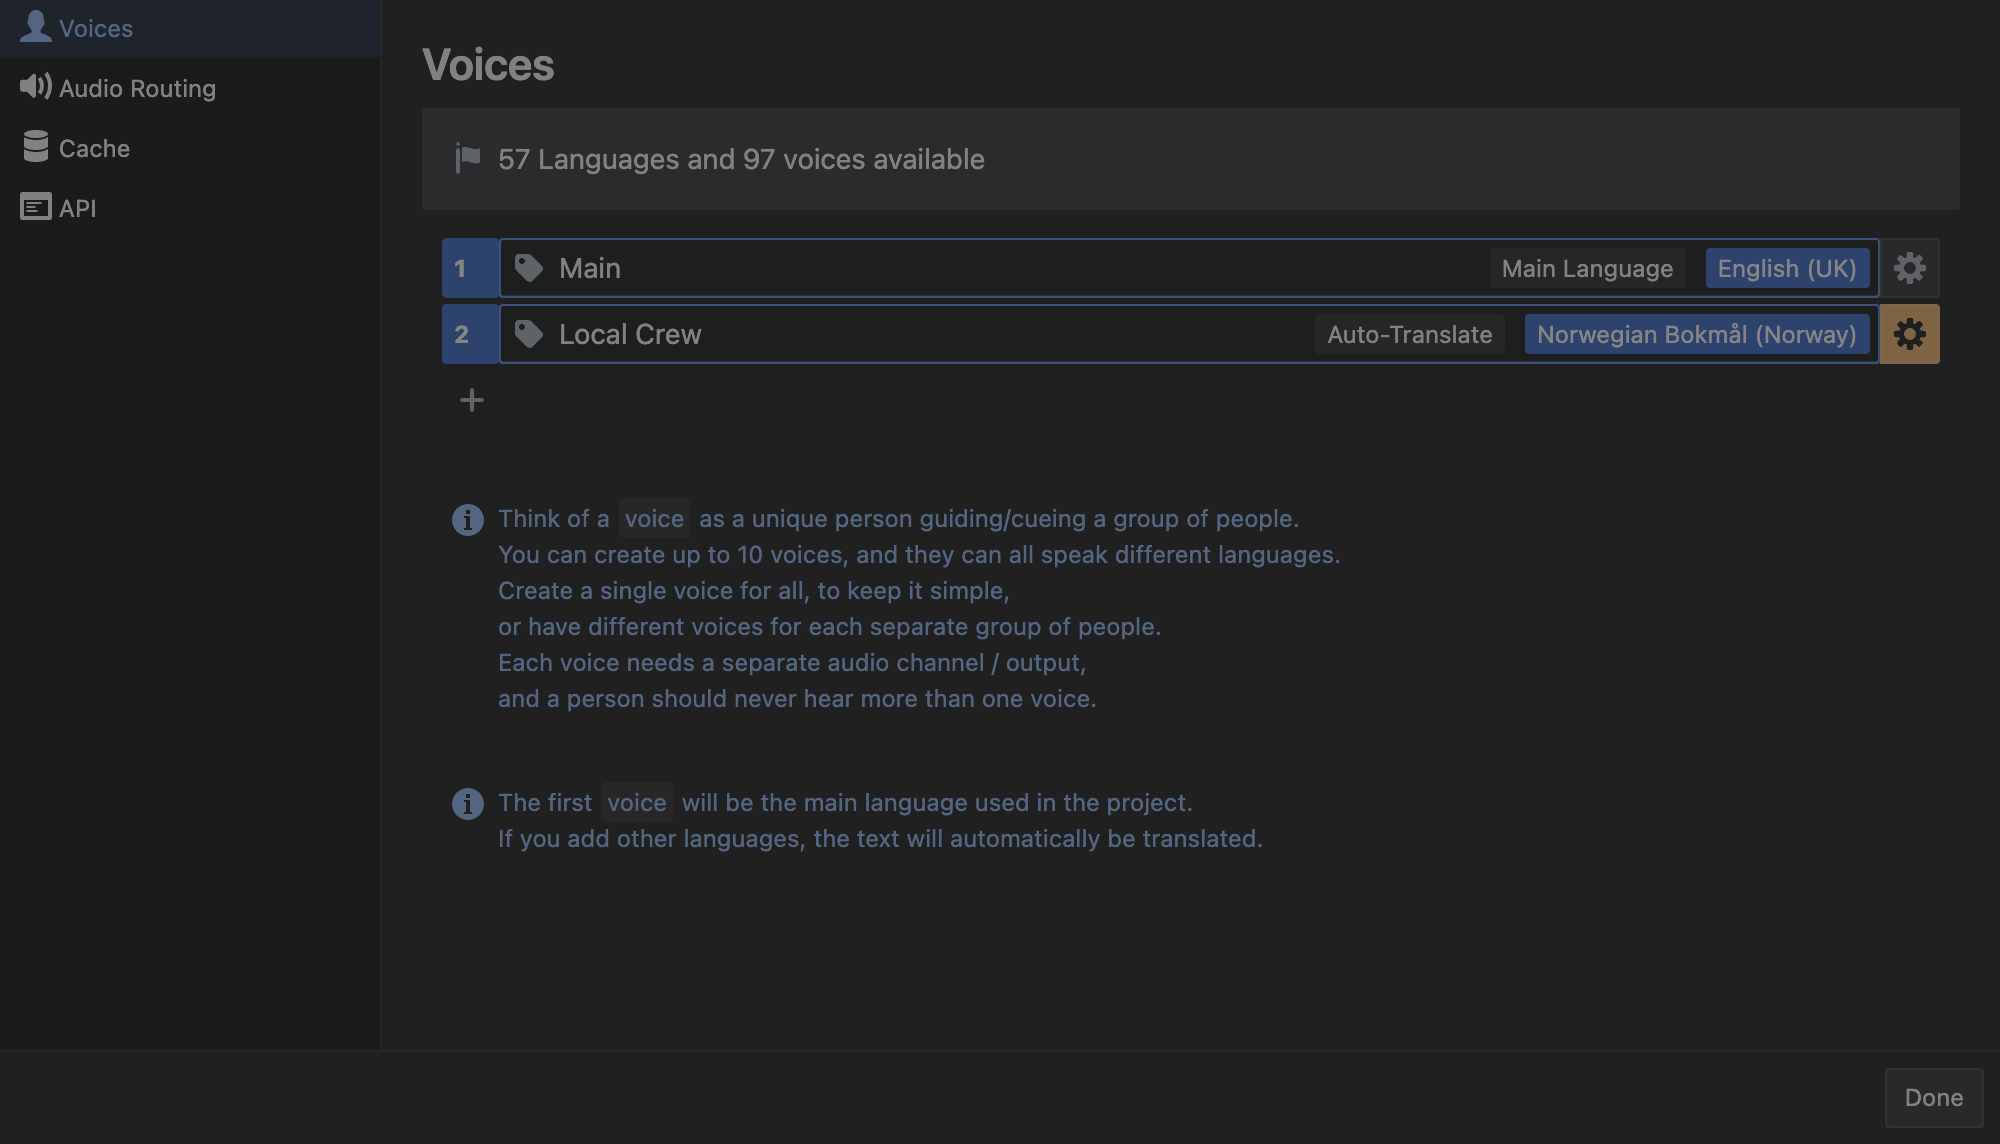 Voices
Audio Routing
Cache
API
Voices
57 Languages and 97 voices available
1 Main Main Language English (UK)
2 Local Crew Auto-Translate Norwegian Bokmål (Norway)
+
Think of a voice as a unique person guiding/cueing a group of people.
You can create up to 10 voices, and they can all speak different languages.
Create a single voice for all, to keep it simple,
or have different voices for each separate group of people.
Each voice needs a separate audio channel / output,
and a person should never hear more than one voice.
The first voice will be the main language used in the project.
If you add other languages, the text will automatically be translated.
Done